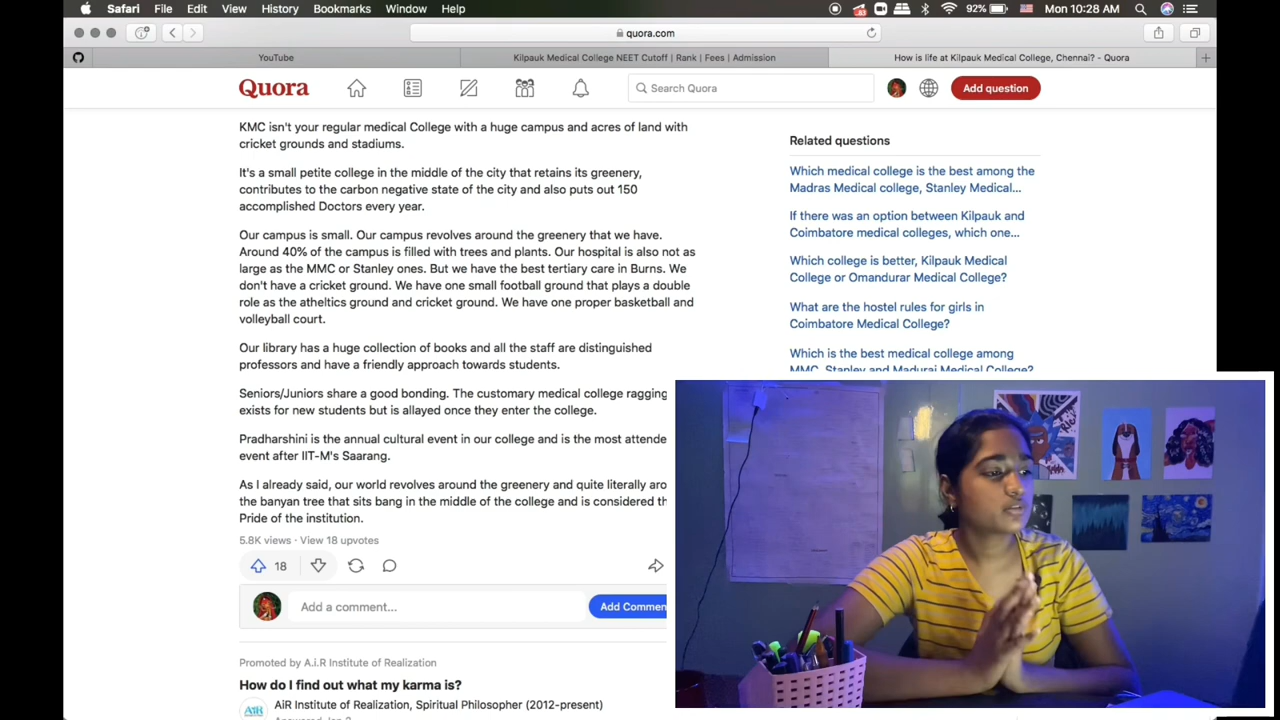 Safari File Edit View History Bookmarks Window Help
92% Mon 10:28 AM
quora.com
YouTube
Kilpauk Medical College NEET Cutoff | Rank | Fees | Admission
How is life at Kilpauk Medical College, Chennai? - Quora
Quora
Search Quora
Add question
KMC isn't your regular medical College with a huge campus and acres of land with
cricket grounds and stadiums.
It's a small petite college in the middle of the city that retains its greenery,
contributes to the carbon negative state of the city and also puts out 150
accomplished Doctors every year.
Our campus is small. Our campus revolves around the greenery that we have.
Around 40% of the campus is filled with trees and plants. Our hospital is also not as
large as the MMC or Stanley ones. But we have the best tertiary care in Burns. We
don't have a cricket ground. We have one small football ground that plays a double
role as the atheltics ground and cricket ground. We have one proper basketball and
volleyball court.
Our library has a huge collection of books and all the staff are distinguished
professors and have a friendly approach towards students.
Seniors/Juniors share a good bonding. The customary medical college ragging
exists for new students but is allayed once they enter the college.
Pradharshini is the annual cultural event in our college and is the most attende
event after IIT-M's Saarang.
As I already said, our world revolves around the greenery and quite literally aro
the banyan tree that sits bang in the middle of the college and is considered th
Pride of the institution.
5.8K views · View 18 upvotes
18
Add a comment...
Add Commen
Promoted by A.i.R Institute of Realization
How do I find out what my karma is?
AiR
AiR Institute of Realization, Spiritual Philosopher (2012-present)
Related questions
Which medical college is the best among the
Madras Medical college, Stanley Medical...
If there was an option between Kilpauk and
Coimbatore medical colleges, which one...
Which college is better, Kilpauk Medical
College or Omandurar Medical College?
What are the hostel rules for girls in
Coimbatore Medical College?
Which is the best medical college among
MMC, Stanley and Madurai Medical College?